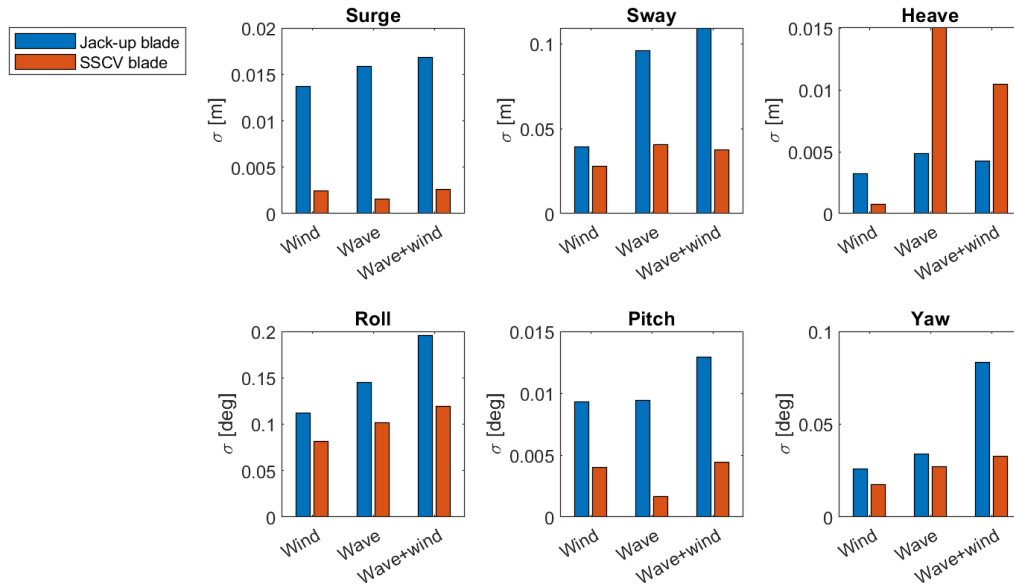 Jack-up blade
SSCV blade
Surge
σ [m]
0.02
0.015
0.01
0.005
0
Wind
Wave
Wave+wind
Sway
σ [m]
0.1
0.05
0
Wind
Wave
Wave+wind
Heave
σ [m]
0.015
0.01
0.005
0
Wind
Wave
Wave+wind
Roll
σ [deg]
0.2
0.15
0.1
0.05
0
Wind
Wave
Wave+wind
Pitch
σ [deg]
0.015
0.01
0.005
0
Wind
Wave
Wave+wind
Yaw
σ [deg]
0.1
0.05
0
Wind
Wave
Wave+wind